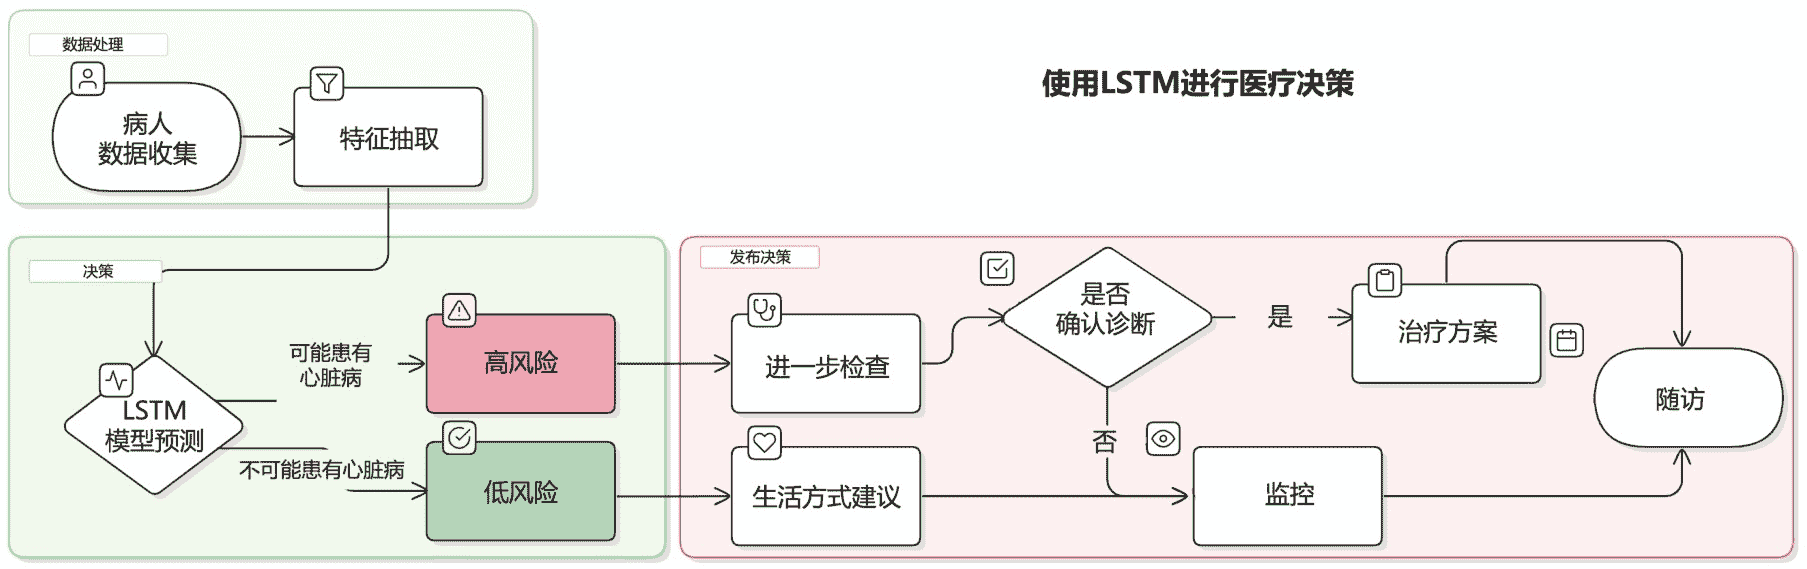 数据处理
病人
数据收集
特征抽取
使用LSTM进行医疗决策
决策
LSTM
模型预测
可能患有
心脏病
不可能患有心脏病
高风险
低风险
发布决策
进一步检查
生活方式建议
是否
确认诊断
是
否
治疗方案
监控
随访